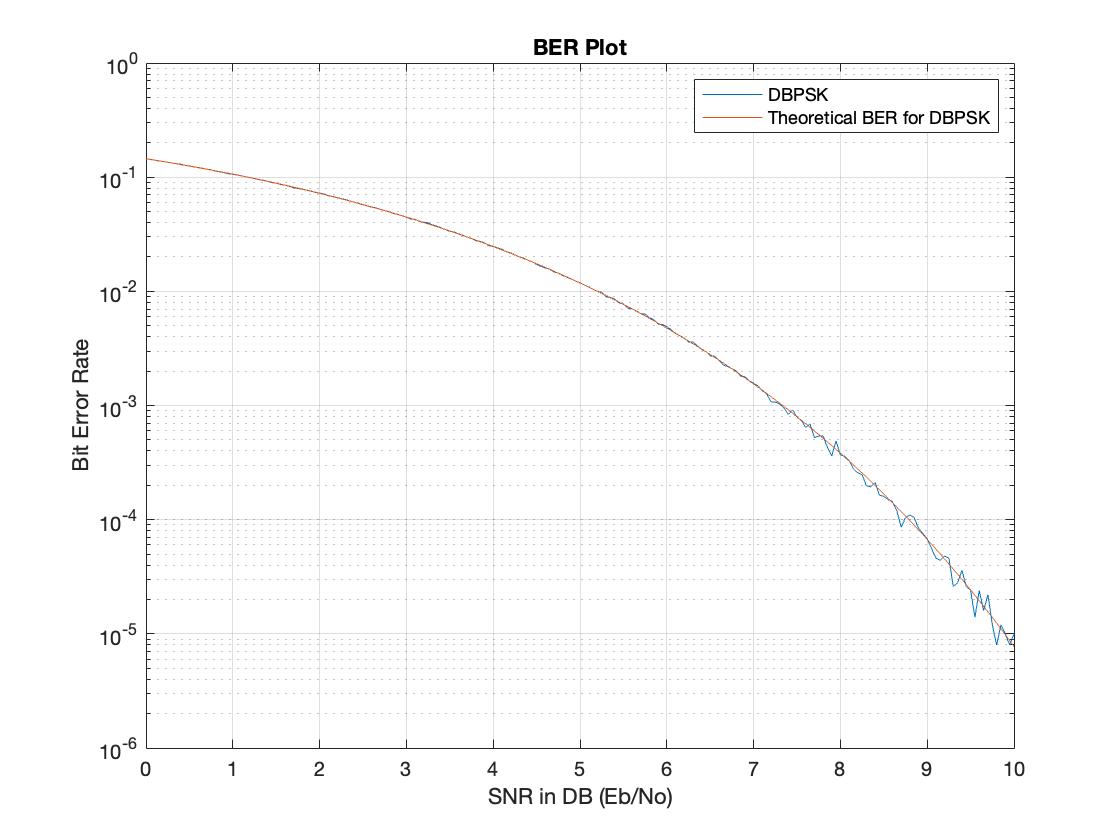 BER Plot
DBPSK
Theoretical BER for DBPSK
Bit Error Rate
10^0
10^-1
10^-2
10^-3
10^-4
10^-5
10^-6
0 1 2 3 4 5 6 7 8 9 10
SNR in DB (Eb/No)